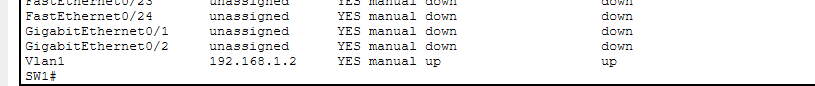 FastEthernet0/23 unassigned YES manual down down
FastEthernet0/24 unassigned YES manual down down
GigabitEthernet0/1 unassigned YES manual down down
GigabitEthernet0/2 unassigned YES manual down down
Vlan1 192.168.1.2 YES manual up up
SW1#